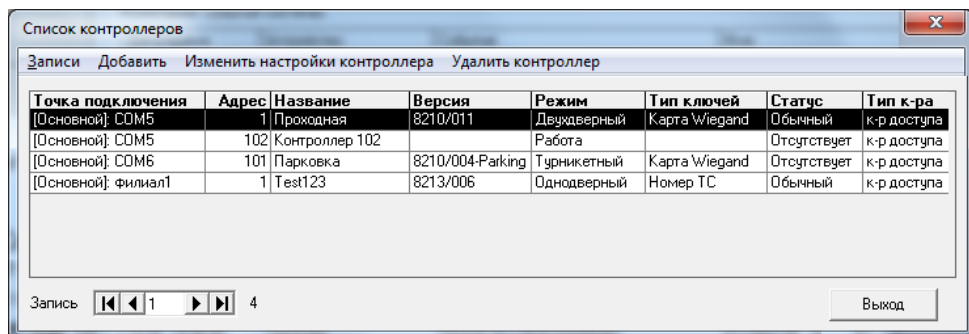 Список контроллеров
Записи Добавить Изменить настройки контроллера Удалить контроллер
Точка подключения Адрес Название Версия Режим Тип ключей Статус Тип к-ра
[Основной]: COM5 1 Проходная 8210/011 Двухдверный Карта Wiegand Обычный к-р доступа
[Основной]: COM5 102 Контроллер 102 Работа Отсутствует к-р доступа
[Основной]: COM6 101 Парковка 8210/004-Parking Турникетный Карта Wiegand Отсутствует к-р доступа
[Основной]: филиал1 1 Test123 8213/006 Однодверный Номер ТС Обычный к-р доступа
Запись 1 4 Выход